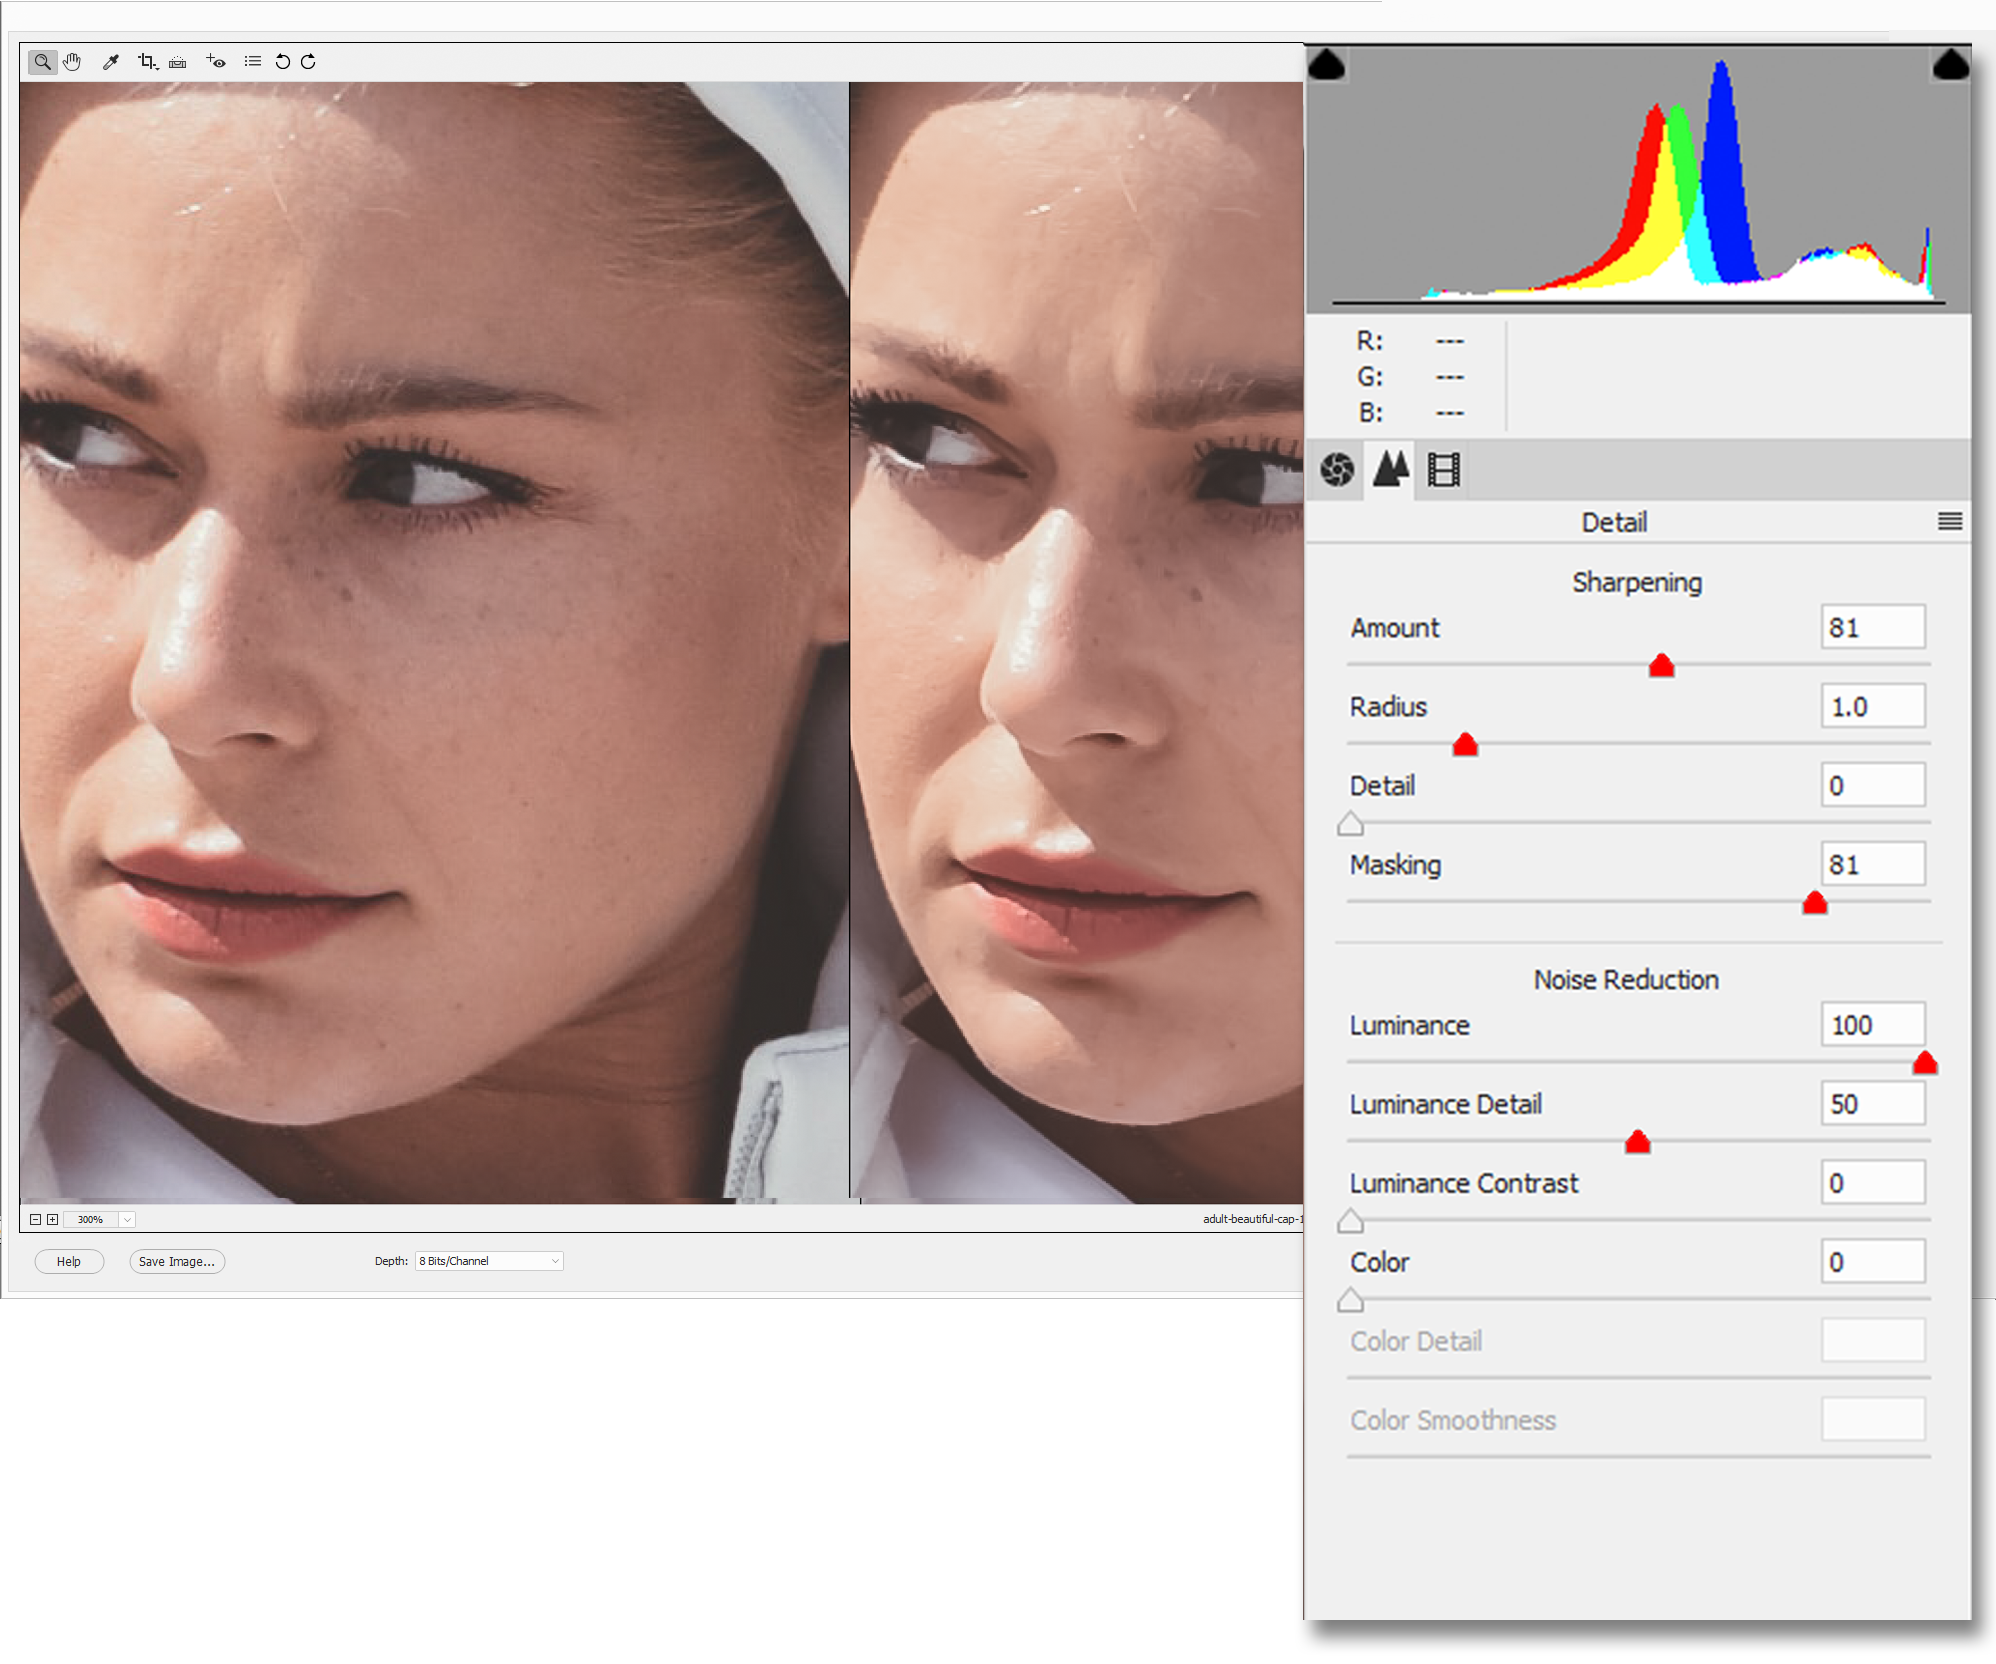 R: ---
G: ---
B: ---
Detail
Sharpening
Amount 81
Radius 1.0
Detail 0
Masking 81
Noise Reduction
Luminance 100
Luminance Detail 50
Luminance Contrast 0
Color 0
Color Detail
Color Smoothness
300%
adult-beautiful-cap-1
Help
Save Image...
Depth: 8 Bits/Channel